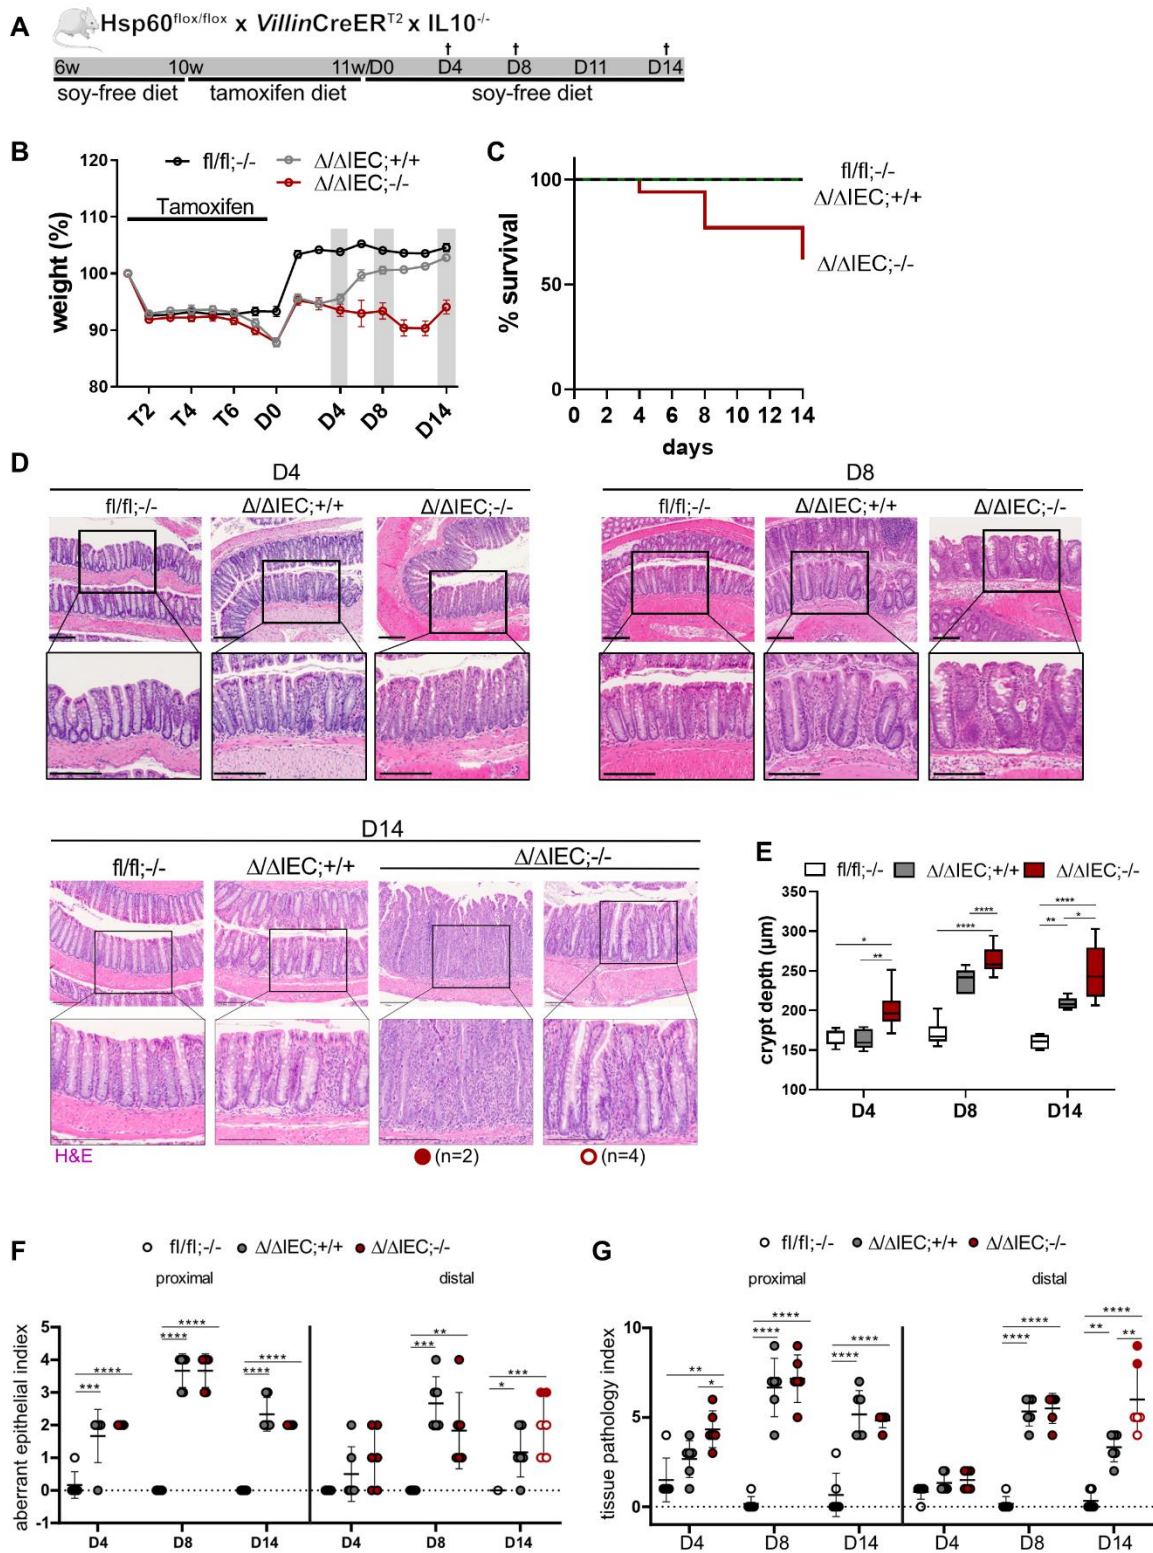 A
Hsp60flox/flox x VillinCreERT2 x IL10-/-
† † †
6w 10w 11w/D0 D4 D8 D11 D14
soy-free diet tamoxifen diet soy-free diet
B
fl/fl;-/- Δ/ΔIEC;+/+
Δ/ΔIEC;-/-
Tamoxifen
weight (%)
120
110
100
90
80
T2 T4 T6 D0 D4 D8 D14
C
fl/fl;-/-
Δ/ΔIEC;+/+
Δ/ΔIEC;-/-
% survival
100
50
0
0 2 4 6 8 10 12 14
days
D
D4
fl/fl;-/- Δ/ΔIEC;+/+ Δ/ΔIEC;-/-
D8
fl/fl;-/- Δ/ΔIEC;+/+ Δ/ΔIEC;-/-
D14
fl/fl;-/- Δ/ΔIEC;+/+ Δ/ΔIEC;-/-
H&E (n=2) (n=4)
E
fl/fl;-/- Δ/ΔIEC;+/+ Δ/ΔIEC;-/-
crypt depth (µm)
350
300
250
200
150
100
* ** **** **** **** ** *
D4 D8 D14
F
fl/fl;-/- Δ/ΔIEC;+/+ Δ/ΔIEC;-/-
proximal distal
aberrant epithelial indiex
5
4
3
2
1
0
-1
**** *** **** **** **** **** ** *** *** *
D4 D8 D14 D4 D8 D14
G
fl/fl;-/- Δ/ΔIEC;+/+ Δ/ΔIEC;-/-
proximal distal
tissue pathology index
10
5
0
** * **** **** **** **** **** **** **** ** **
D4 D8 D14 D4 D8 D14